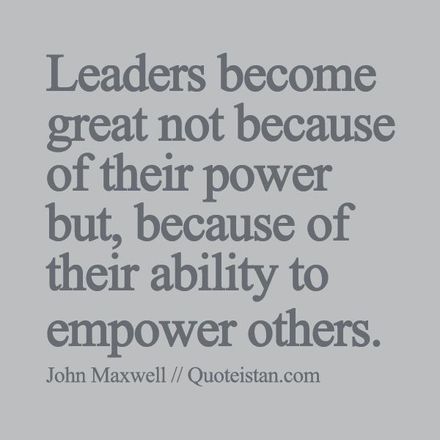 Leaders become
great not because
of their power
but, because of
their ability to
empower others.
John Maxwell // Quoteistan.com